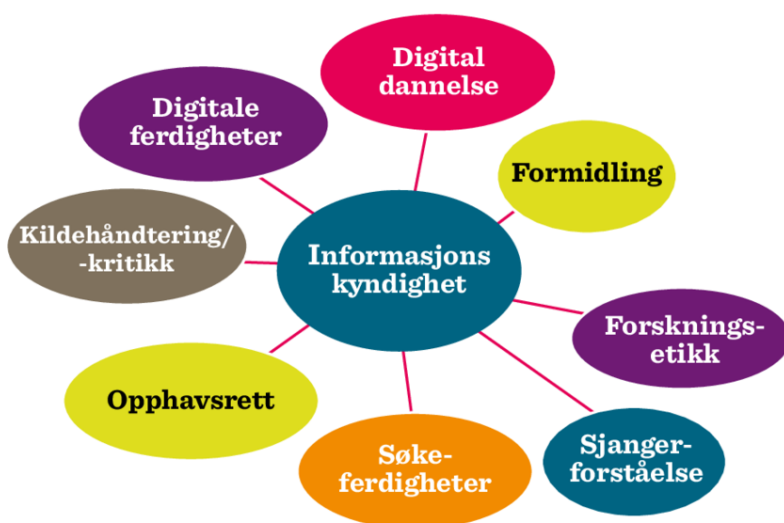 Digital
dannelse
Digitale
ferdigheter
Formidling
Kildehåndtering/
-kritikk
Informasjons
kyndighet
Forsknings-
etikk
Opphavsrett
Søke-
ferdigheter
Sjanger-
forståelse